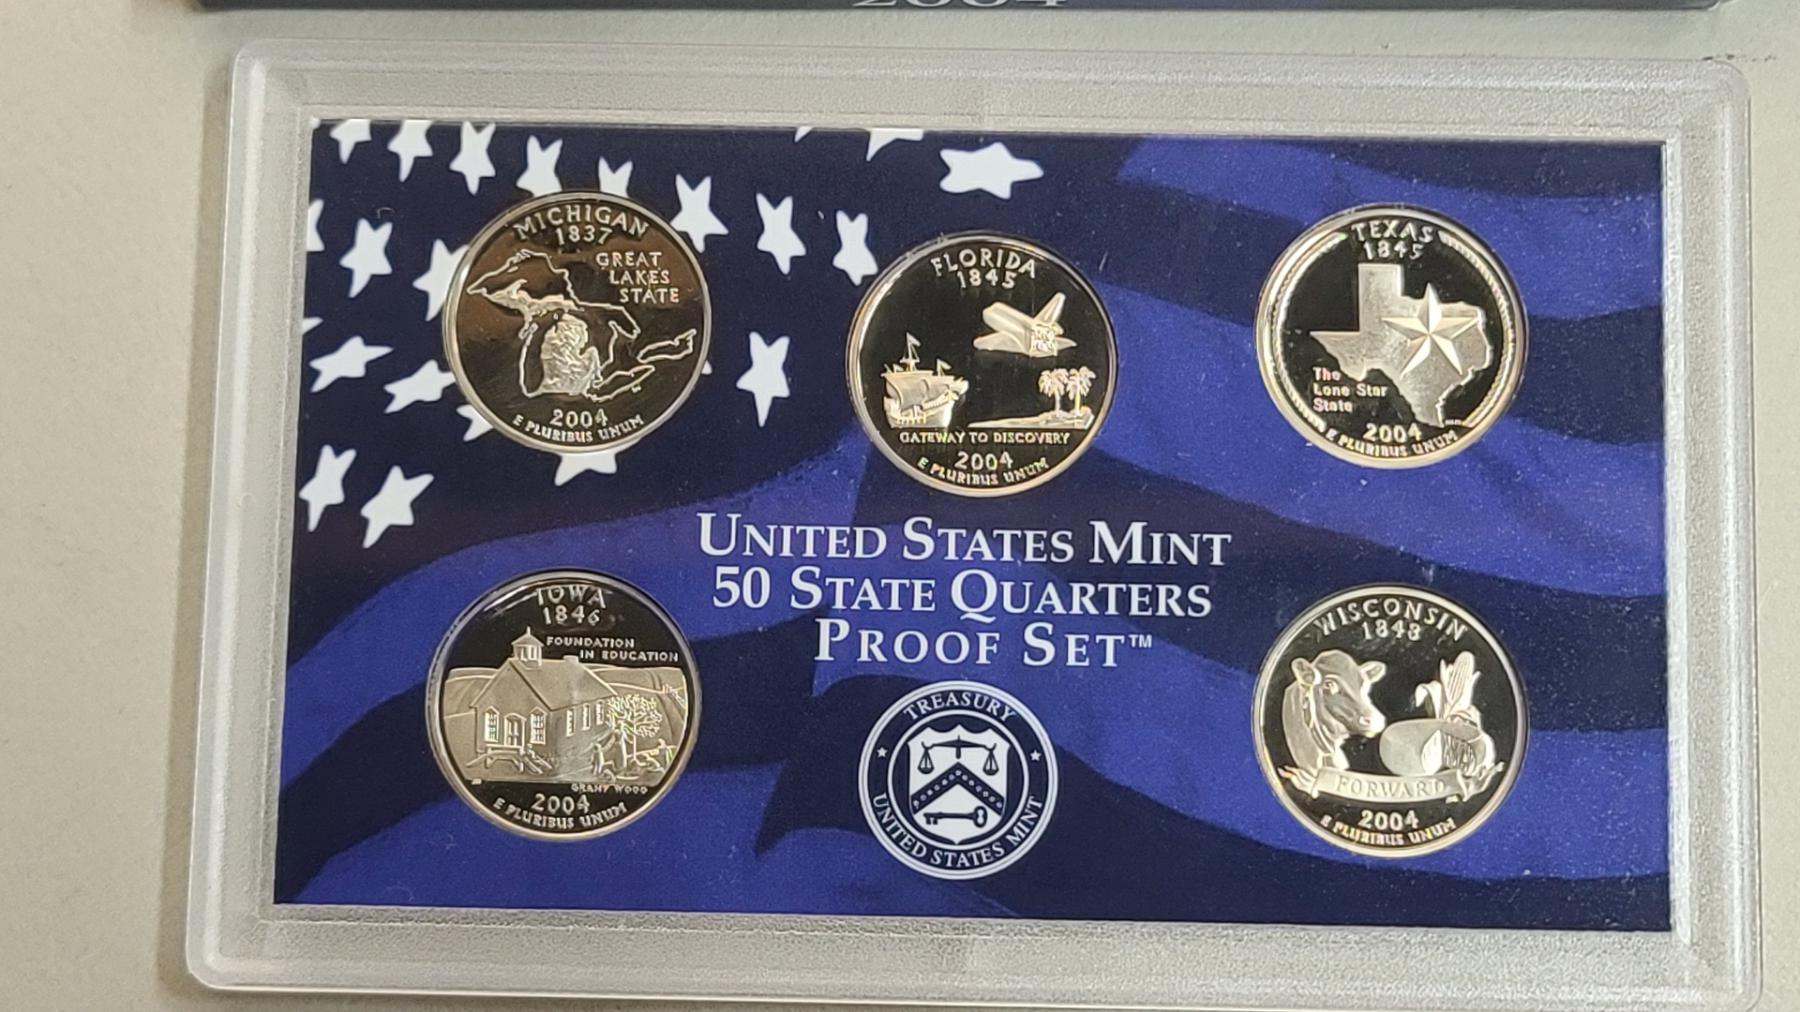 2004
MICHIGAN
1837
GREAT
LAKES
STATE
2004
E PLURIBUS UNUM
FLORIDA
1845
GATEWAY TO DISCOVERY
2004
E PLURIBUS UNUM
TEXAS
1845
The
Lone Star
State
2004
E PLURIBUS UNUM
UNITED STATES MINT
50 STATE QUARTERS
PROOF SET™
IOWA
1846
FOUNDATION
IN EDUCATION
GRANT WOOD
2004
E PLURIBUS UNUM
TREASURY
UNITED STATES MINT
WISCONSIN
1848
FORWARD
2004
E PLURIBUS UNUM